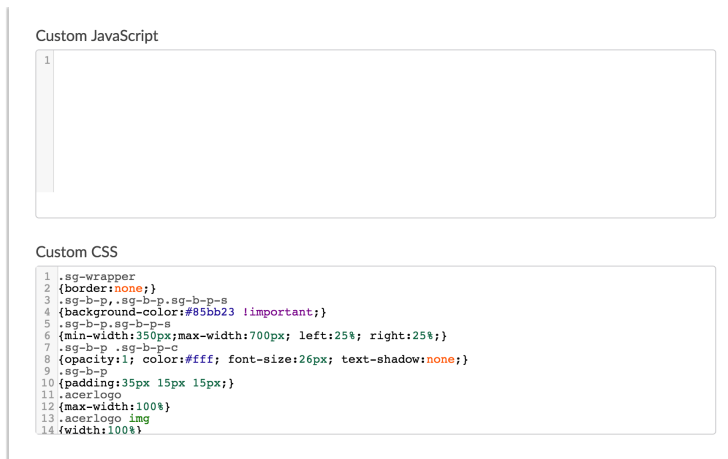 Custom JavaScript
1
Custom CSS
1 .sg-wrapper
2 {border:none;}
3 .sg-b-p,.sg-b-p.sg-b-p-s
4 {background-color:#85bb23 !important;}
5 .sg-b-p.sg-b-p-s
6 {min-width:350px;max-width:700px; left:25%; right:25%;}
7 .sg-b-p .sg-b-p-c
8 {opacity:1; color:#fff; font-size:26px; text-shadow:none;}
9 .sg-b-p
10 {padding:35px 15px 15px;}
11 .acerlogo
12 {max-width:100%}
13 .acerlogo img
14 {width:100%}